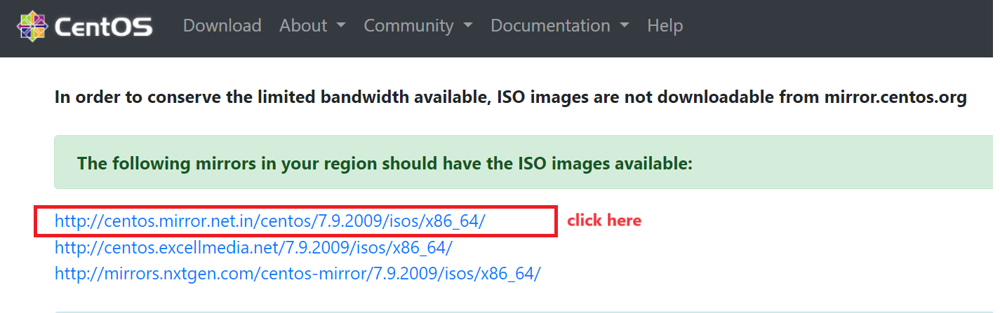 CentOS Download About Community Documentation Help
In order to conserve the limited bandwidth available, ISO images are not downloadable from mirror.centos.org
The following mirrors in your region should have the ISO images available:
http://centos.mirror.net.in/centos/7.9.2009/isos/x86_64/ click here
http://centos.excellmedia.net/7.9.2009/isos/x86_64/
http://mirrors.nxtgen.com/centos-mirror/7.9.2009/isos/x86_64/